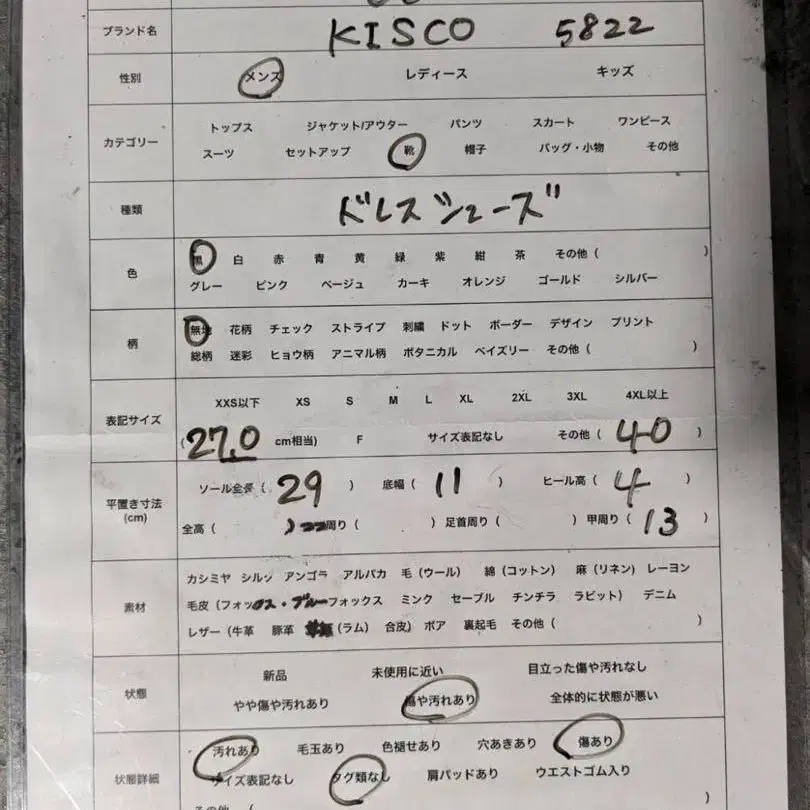 ブランド名 KISCO 5822
性別 メンズ レディース キッズ
カテゴリー トップス ジャケット/アウター パンツ スカート ワンピース
スーツ セットアップ 靴 帽子 バッグ・小物 その他
種類 ドレスシューズ
色 黒 白 赤 青 黄 緑 紫 紺 茶 その他 ( )
グレー ピンク ベージュ カーキ オレンジ ゴールド シルバー
柄 無地 花柄 チェック ストライプ 刺繍 ドット ボーダー デザイン プリント
総柄 迷彩 ヒョウ柄 アニマル柄 ボタニカル ペイズリー その他 ( )
表記サイズ XXS以下 XS S M L XL 2XL 3XL 4XL以上
(27.0 cm相当) F サイズ表記なし その他 ( 40 )
平置き寸法 (cm) ソール全長 ( 29 ) 底幅 ( 11 ) ヒール高 ( 4 )
全高 ( ) 周り ( ) 足首周り ( ) 甲周り ( 13 )
素材 カシミヤ シルク アンゴラ アルパカ 毛 (ウール) 綿 (コットン) 麻 (リネン) レーヨン
毛皮 (フォックス・ブルーフォックス ミンク セーブル チンチラ ラビット) デニム
レザー (牛革 豚革 (ラム) 合皮) ボア 裏起毛 その他 ( )
状態 新品 未使用に近い 目立った傷や汚れなし
やや傷や汚れあり 傷や汚れあり 全体的に状態が悪い
状態詳細 汚れあり 毛玉あり 色褪せあり 穴あきあり 傷あり
サイズ表記なし タグ類なし 肩パッドあり ウエストゴム入り
その他 ( )